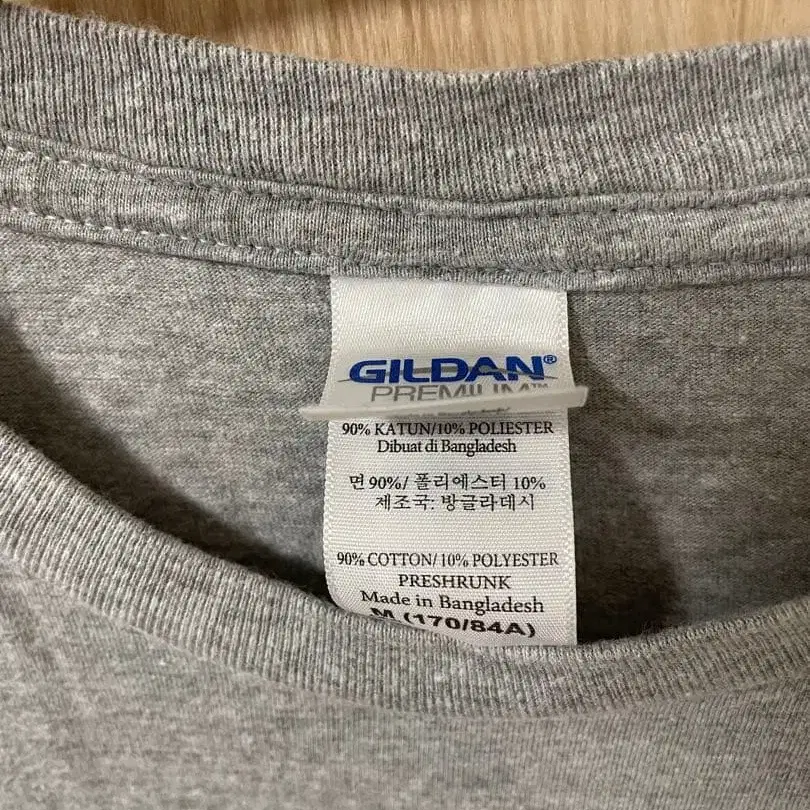 GILDAN®
PREMIUM™
90% KATUN/10% POLIESTER
Dibuat di Bangladesh
면 90%/ 폴리에스터 10%
제조국: 방글라데시
90% COTTON/ 10% POLYESTER
PRESHRUNK
Made in Bangladesh
M (170/84A)